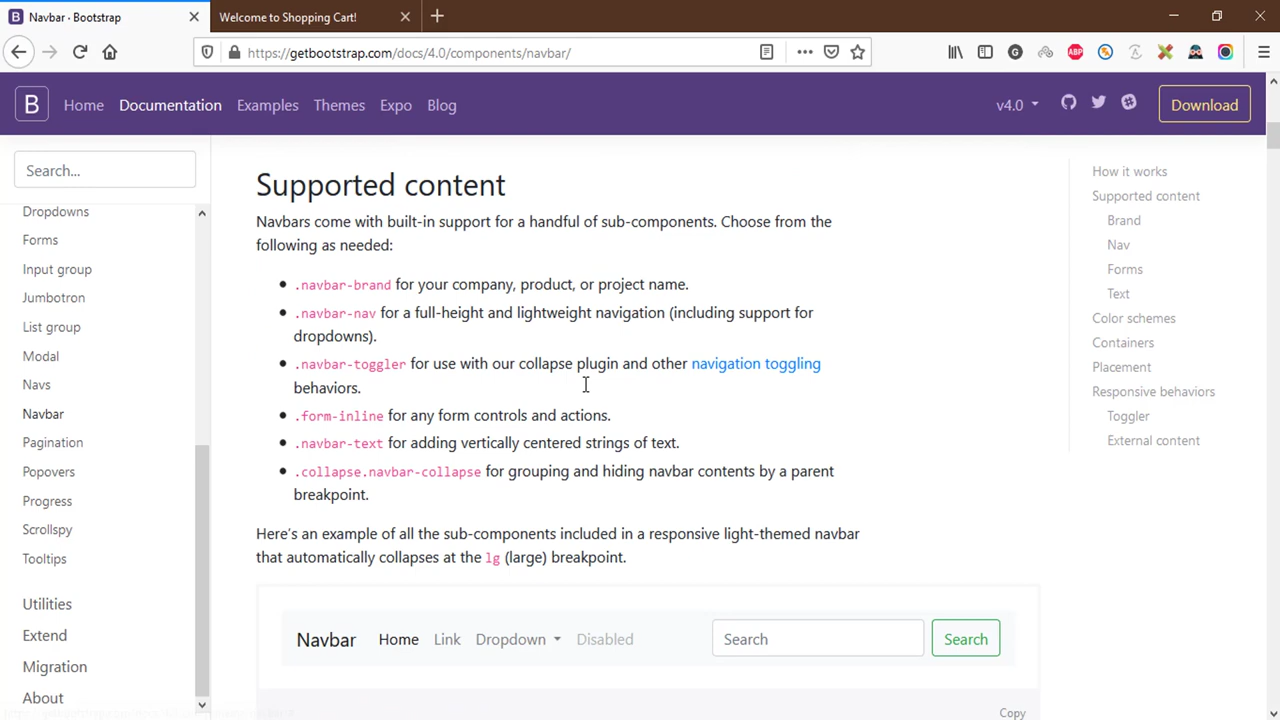 Navbar · Bootstrap
Welcome to Shopping Cart!
https://getbootstrap.com/docs/4.0/components/navbar/
B Home Documentation Examples Themes Expo Blog v4.0 Download
Search...
Dropdowns
Forms
Input group
Jumbotron
List group
Modal
Navs
Navbar
Pagination
Popovers
Progress
Scrollspy
Tooltips
Utilities
Extend
Migration
About
Supported content
Navbars come with built-in support for a handful of sub-components. Choose from the
following as needed:
• .navbar-brand for your company, product, or project name.
• .navbar-nav for a full-height and lightweight navigation (including support for
dropdowns).
• .navbar-toggler for use with our collapse plugin and other navigation toggling
behaviors.
• .form-inline for any form controls and actions.
• .navbar-text for adding vertically centered strings of text.
• .collapse.navbar-collapse for grouping and hiding navbar contents by a parent
breakpoint.
Here's an example of all the sub-components included in a responsive light-themed navbar
that automatically collapses at the lg (large) breakpoint.
Navbar Home Link Dropdown Disabled Search Search
Copy
How it works
Supported content
Brand
Nav
Forms
Text
Color schemes
Containers
Placement
Responsive behaviors
Toggler
External content